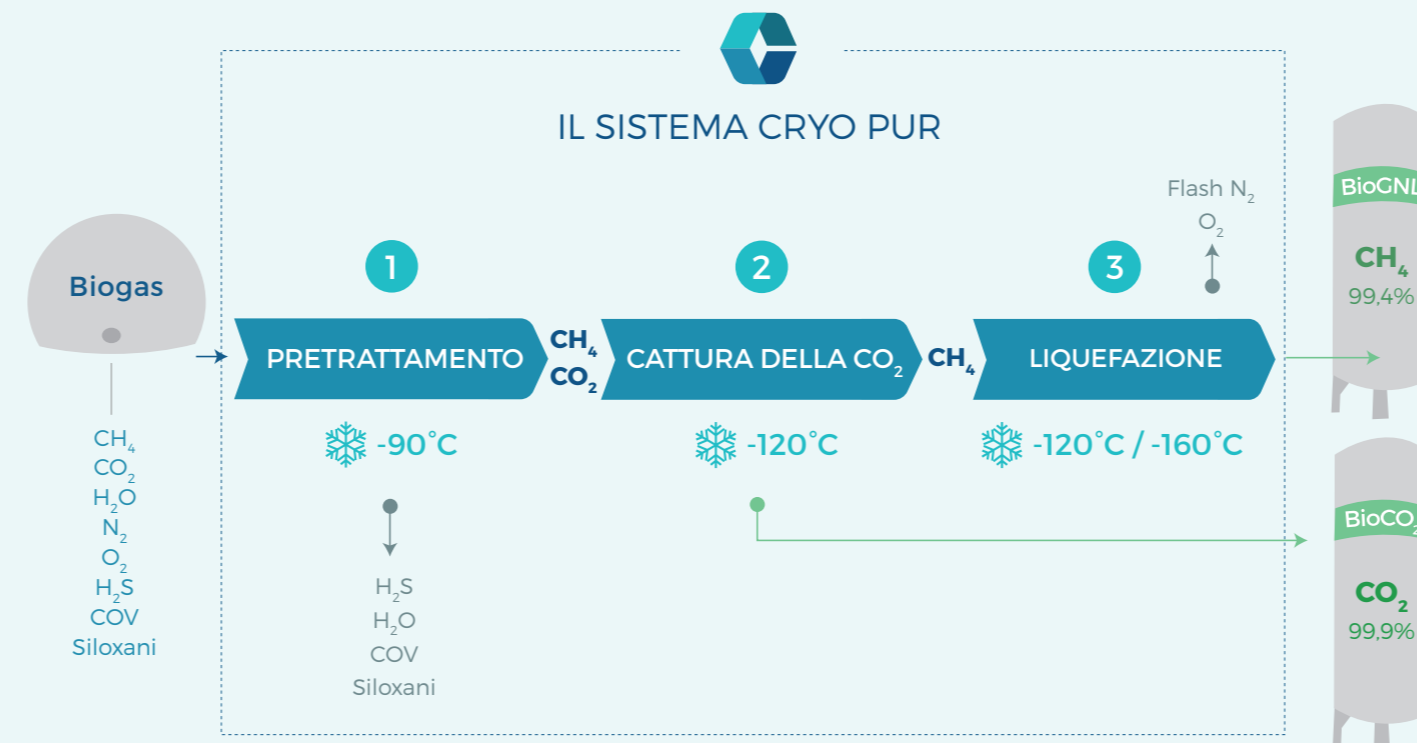 IL SISTEMA CRYO PUR
Biogas
CH₄
CO₂
H₂O
N₂
O₂
H₂S
COV
Siloxani
1
PRETRATTAMENTO
-90°C
H₂S
H₂O
COV
Siloxani
CH₄
CO₂
2
CATTURA DELLA CO₂
-120°C
CH₄
3
LIQUEFAZIONE
-120°C / -160°C
Flash N₂
O₂
BioGNL
CH₄
99,4%
BioCO₂
CO₂
99,9%